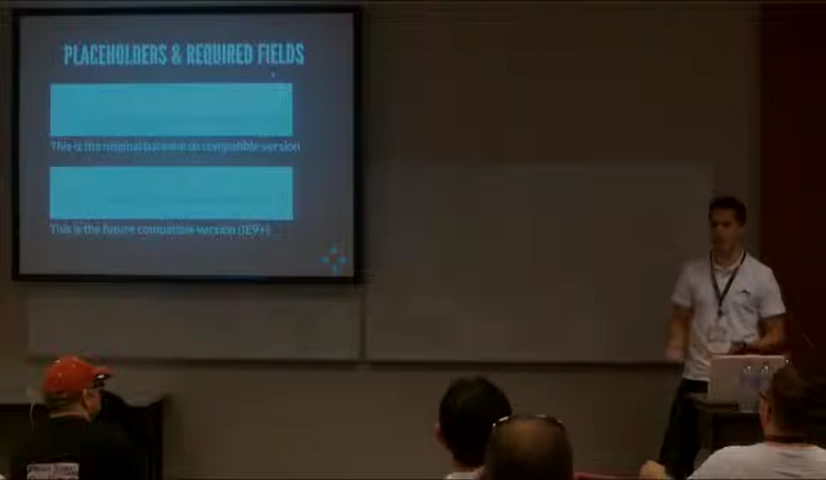 PLACEHOLDERS & REQUIRED FIELDS
This is the original compatible version
This is the future compatible version (IE9+)